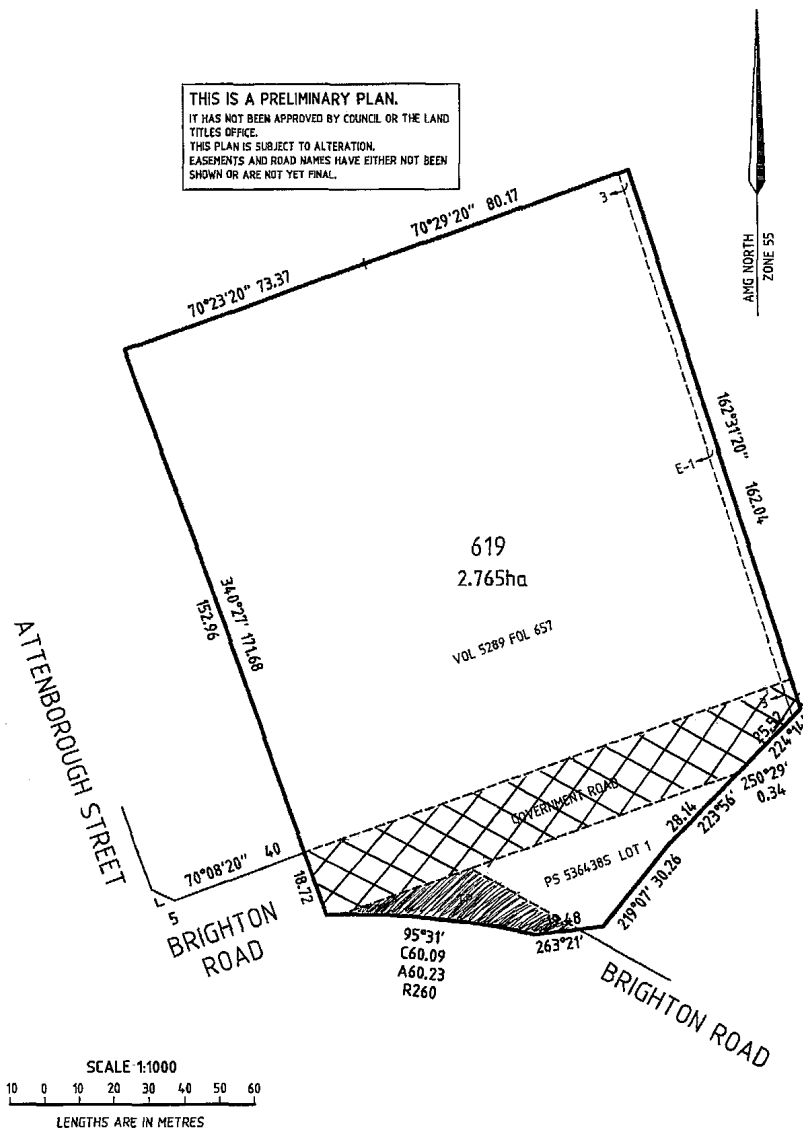 THIS IS A PRELIMINARY PLAN.
IT HAS NOT BEEN APPROVED BY COUNCIL OR THE LAND
TITLES OFFICE.
THIS PLAN IS SUBJECT TO ALTERATION.
EASEMENTS AND ROAD NAMES HAVE EITHER NOT BEEN
SHOWN OR ARE NOT YET FINAL.
AMG NORTH
ZONE 55
70°29'20" 80.17
3
70°23'20" 73.37
162°31'20"
162.04
E-1
619
2.765ha
VOL 5289 FOL 657
340°27' 171.68
152.96
ATTENBOROUGH STREET
3
25.52
224°14'
250°29'
0.34
GOVERNMENT ROAD
28.14
223°56'
PS 536438S LOT 1
219°07' 30.26
70°08'20" 40
5
18.72
BRIGHTON
ROAD
263°21'
95°31'
C60.09
A60.23
R260
BRIGHTON ROAD
SCALE 1:1000
10 0 10 20 30 40 50 60
LENGTHS ARE IN METRES